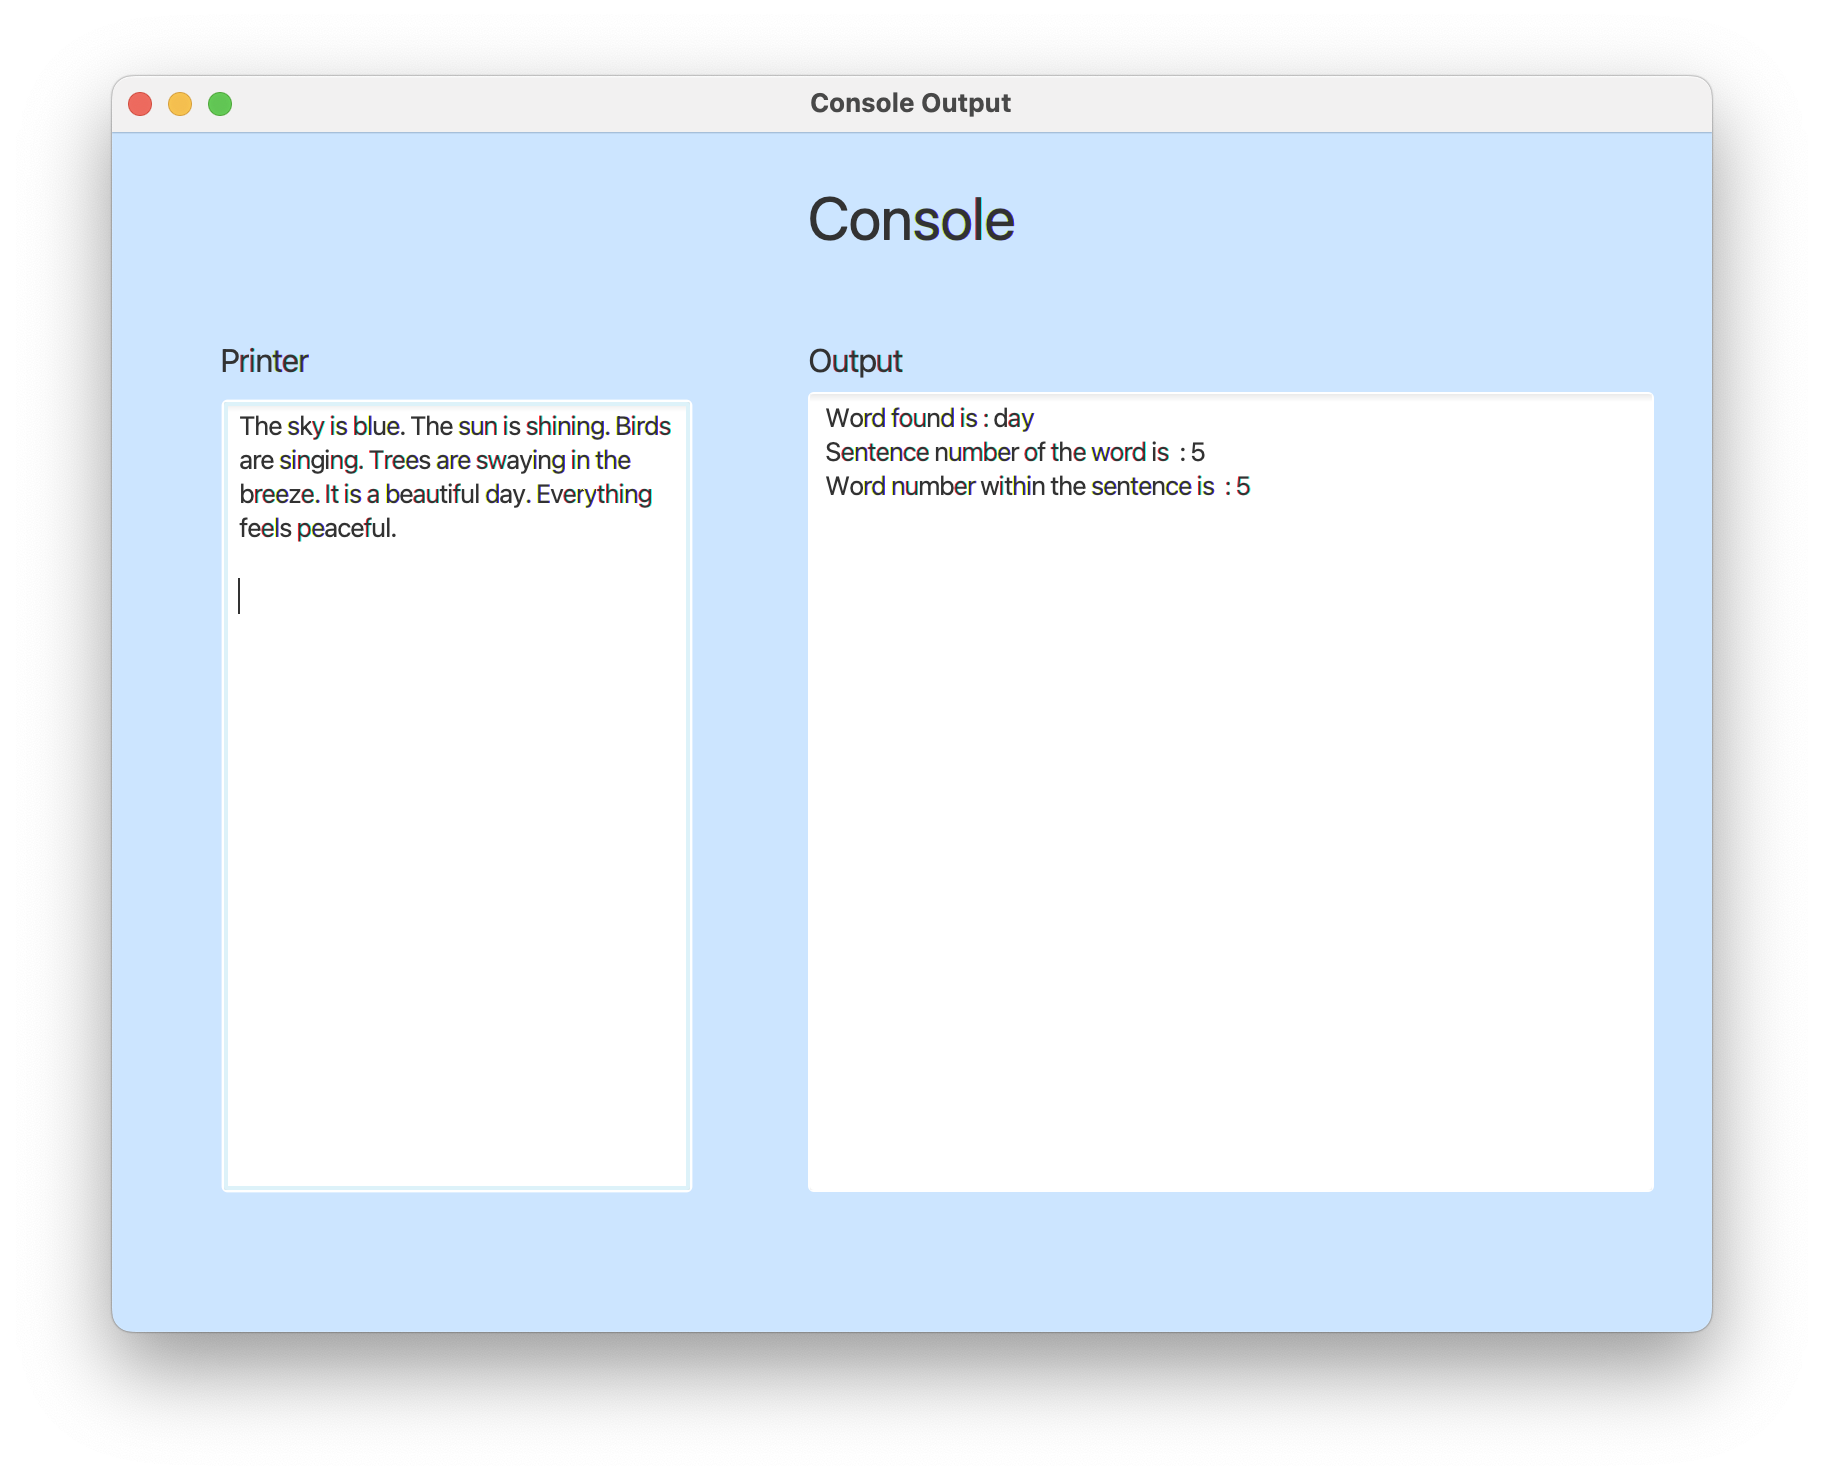 Console Output
Console
Printer
The sky is blue. The sun is shining. Birds
are singing. Trees are swaying in the
breeze. It is a beautiful day. Everything
feels peaceful.
Output
Word found is : day
Sentence number of the word is  : 5
Word number within the sentence is  : 5